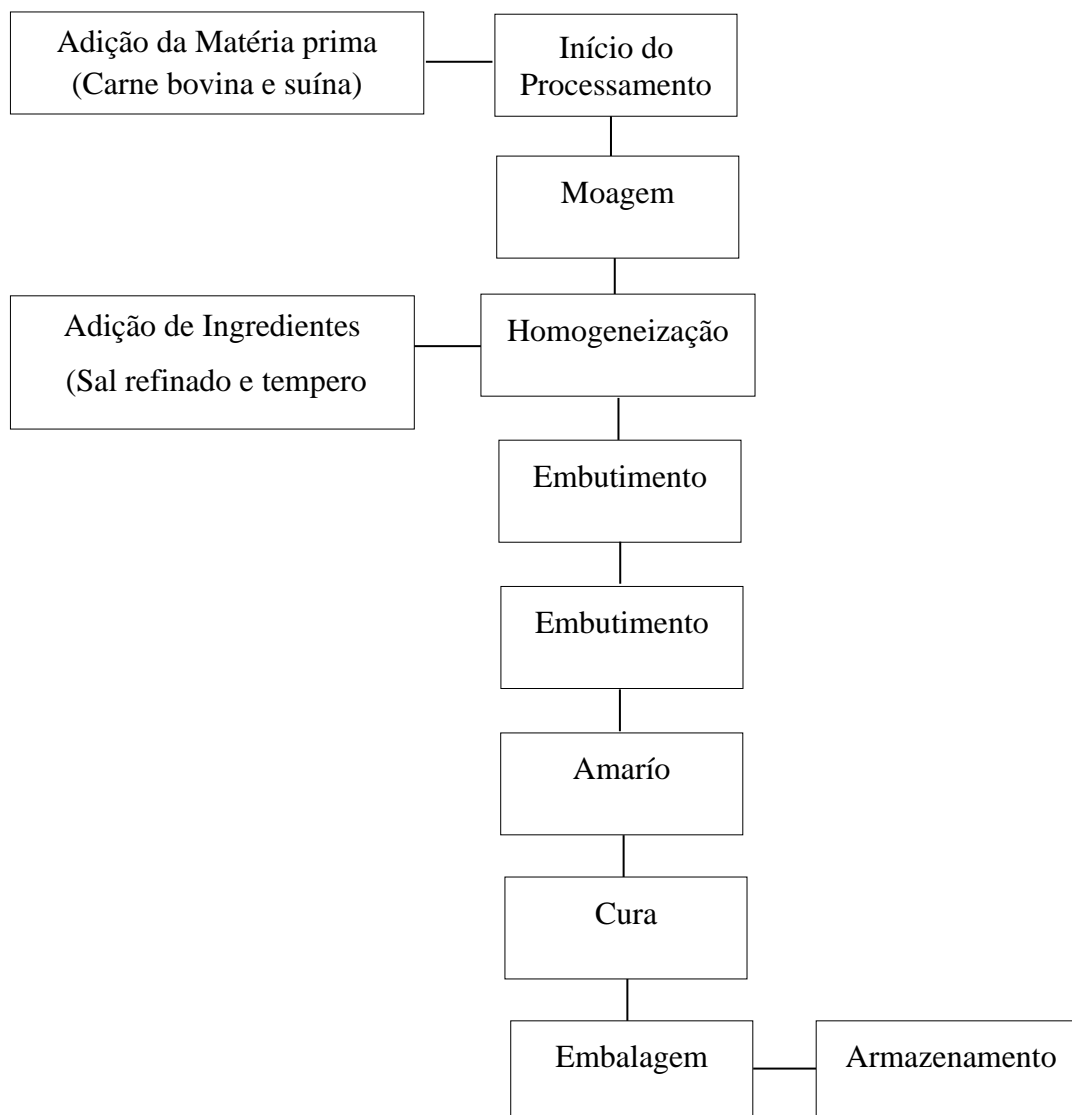 Adição da Matéria prima
(Carne bovina e suína)
Início do
Processamento
Moagem
Adição de Ingredientes
(Sal refinado e tempero
Homogeneização
Embutimento
Embutimento
Amarío
Cura
Embalagem
Armazenamento